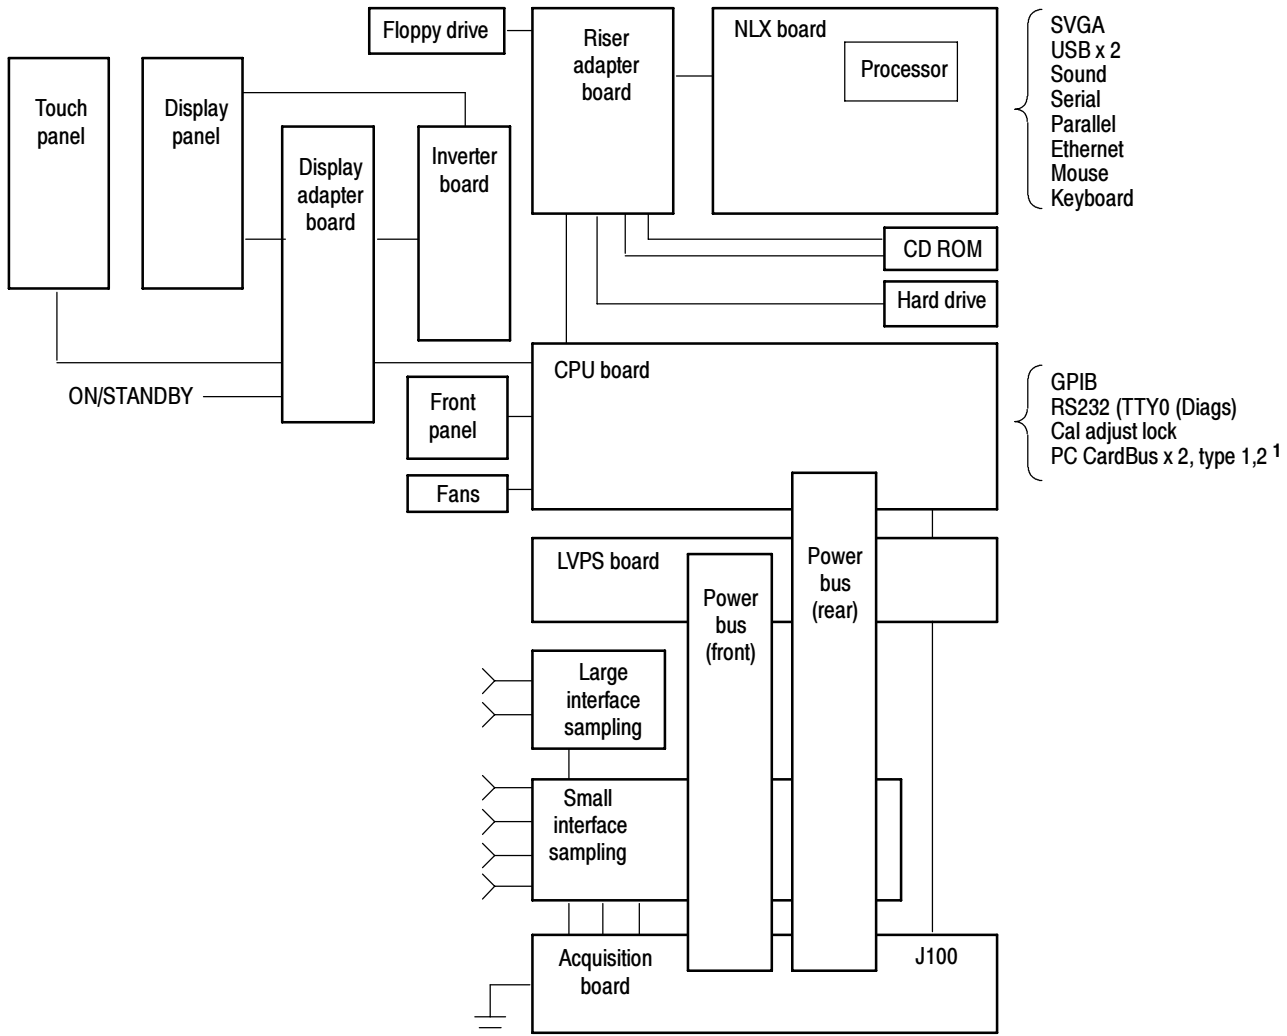 Floppy drive
Riser
adapter
board
NLX board
Processor
SVGA
USB x 2
Sound
Serial
Parallel
Ethernet
Mouse
Keyboard
Touch
panel
Display
panel
Display
adapter
board
Inverter
board
CD ROM
Hard drive
ON/STANDBY
CPU board
Front
panel
Fans
GPIB
RS232 (TTY0 (Diags)
Cal adjust lock
PC CardBus x 2, type 1,2 1
LVPS board
Power
bus
(front)
Power
bus
(rear)
Large
interface
sampling
Small
interface
sampling
Acquisition
board
J100